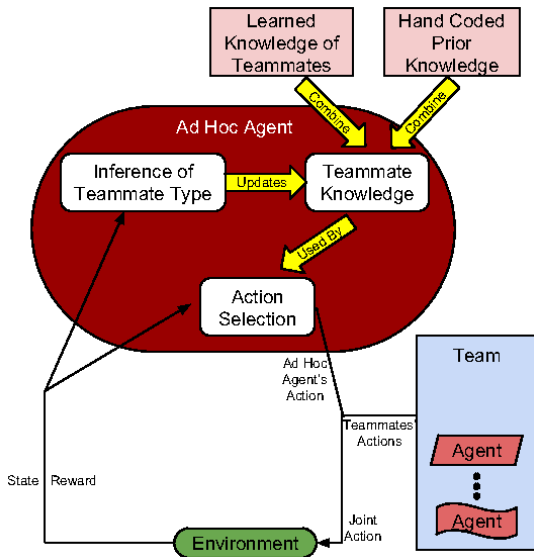 Learned
Knowledge of
Teammates
Hand Coded
Prior
Knowledge
Combine
Combine
Ad Hoc Agent
Inference of
Teammate Type
Updates
Teammate
Knowledge
Used By
Action
Selection
Ad Hoc
Agent's
Action
Team
Teammates'
Actions
Agent
Agent
State
Reward
Joint
Action
Environment